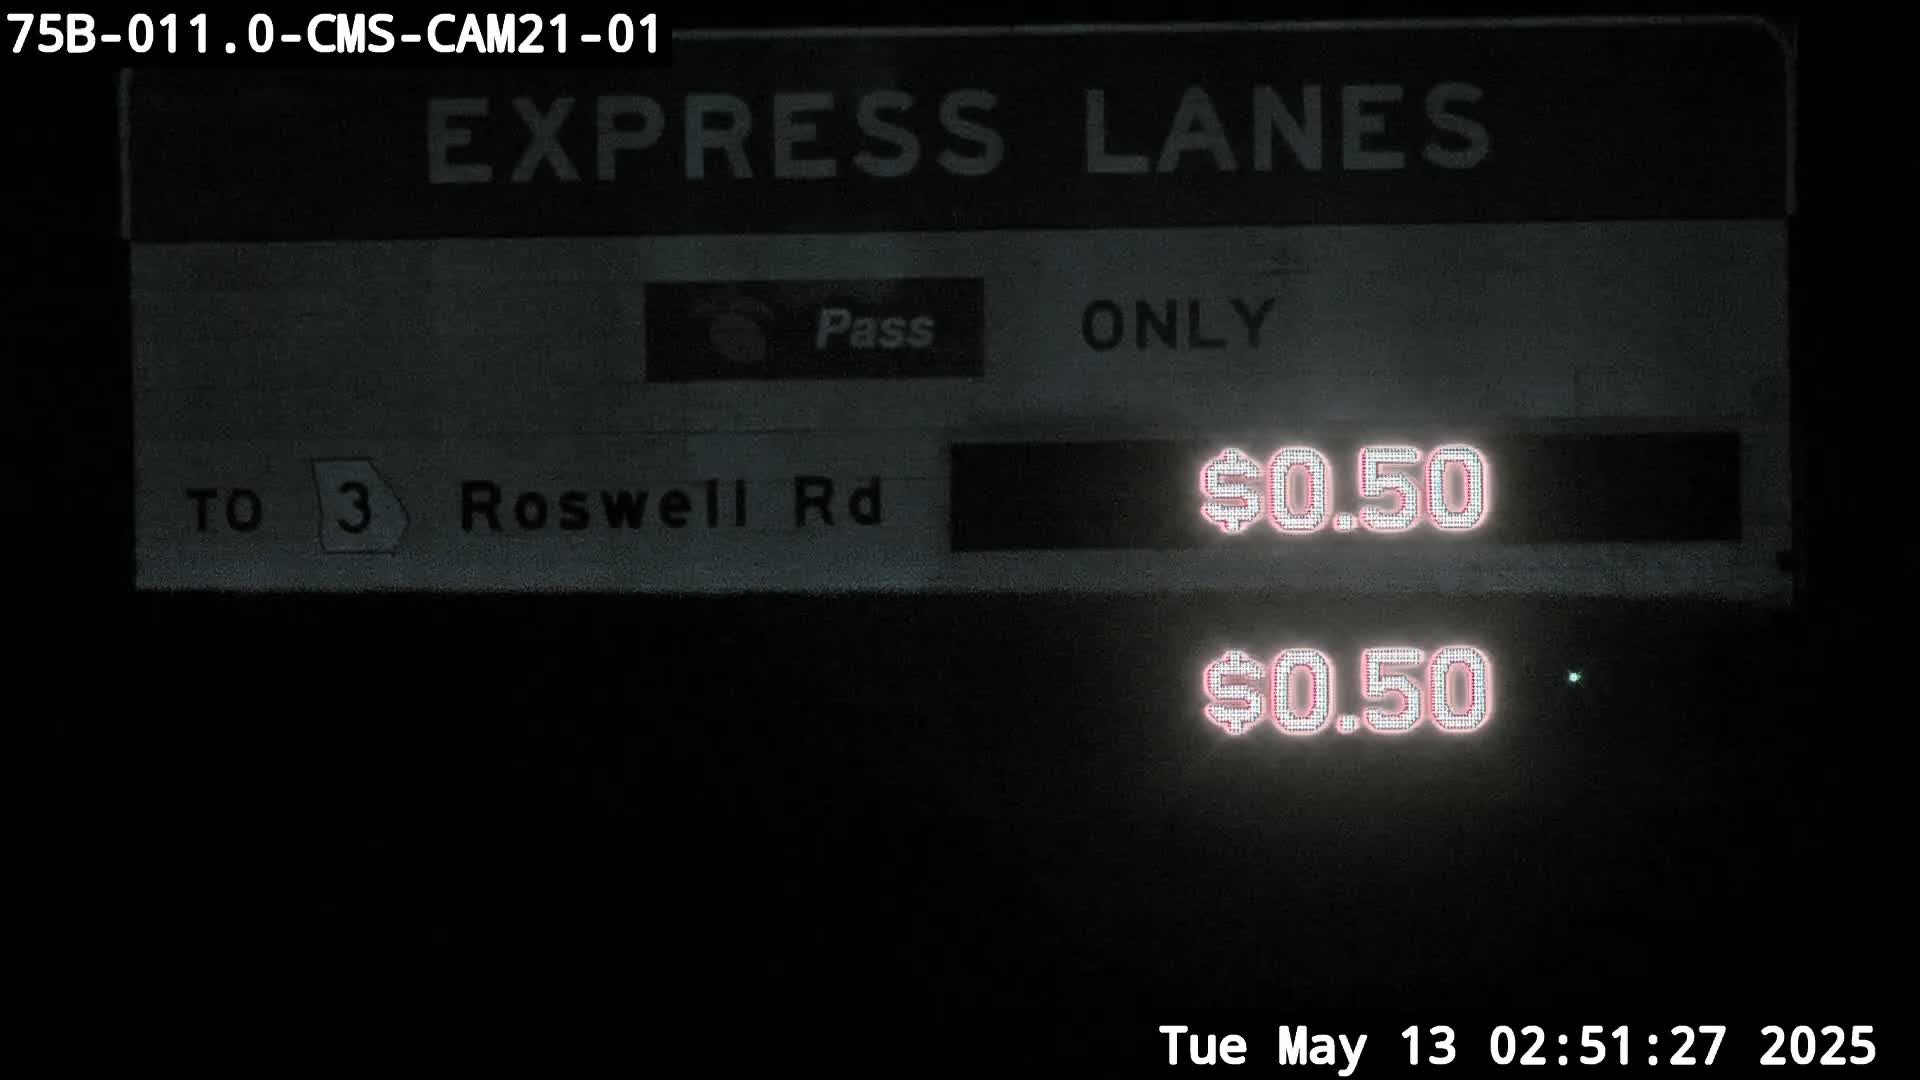 75B-011.0-CMS-CAM21-01
EXPRESS LANES
Pass ONLY
TO 3 Roswell Rd $0.50
$0.50
Tue May 13 02:51:27 2025